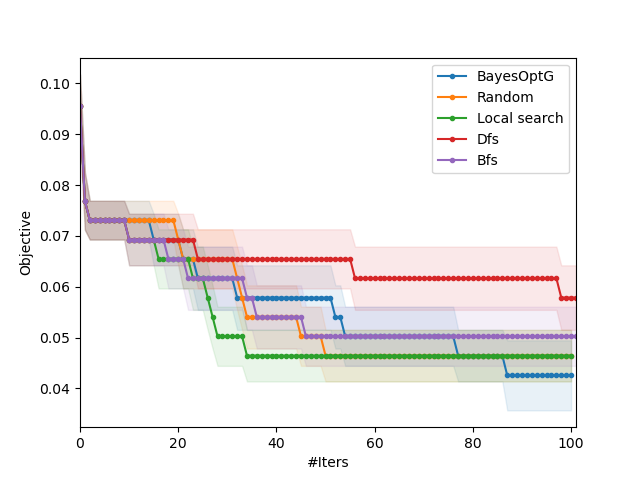 BayesOptG
Random
Local search
Dfs
Bfs
Objective
0.10
0.09
0.08
0.07
0.06
0.05
0.04
0 20 40 60 80 100
#Iters